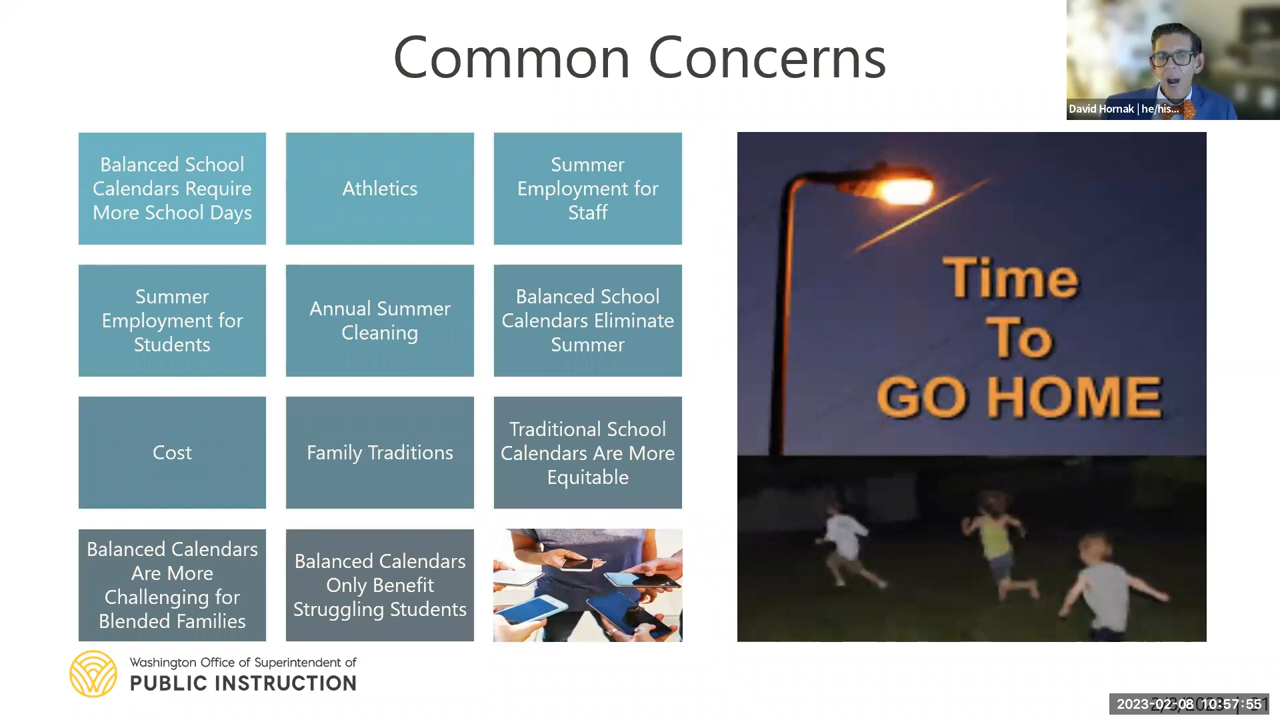 Common Concerns
David Hornak | he/his...
Balanced School
Calendars Require
More School Days
Athletics
Summer
Employment for
Staff
Summer
Employment for
Students
Annual Summer
Cleaning
Balanced School
Calendars Eliminate
Summer
Cost
Family Traditions
Traditional School
Calendars Are More
Equitable
Balanced Calendars
Are More
Challenging for
Blended Families
Balanced Calendars
Only Benefit
Struggling Students
Time
To
GO HOME
Washington Office of Superintendent of
PUBLIC INSTRUCTION
2023-02-08 10:57:55